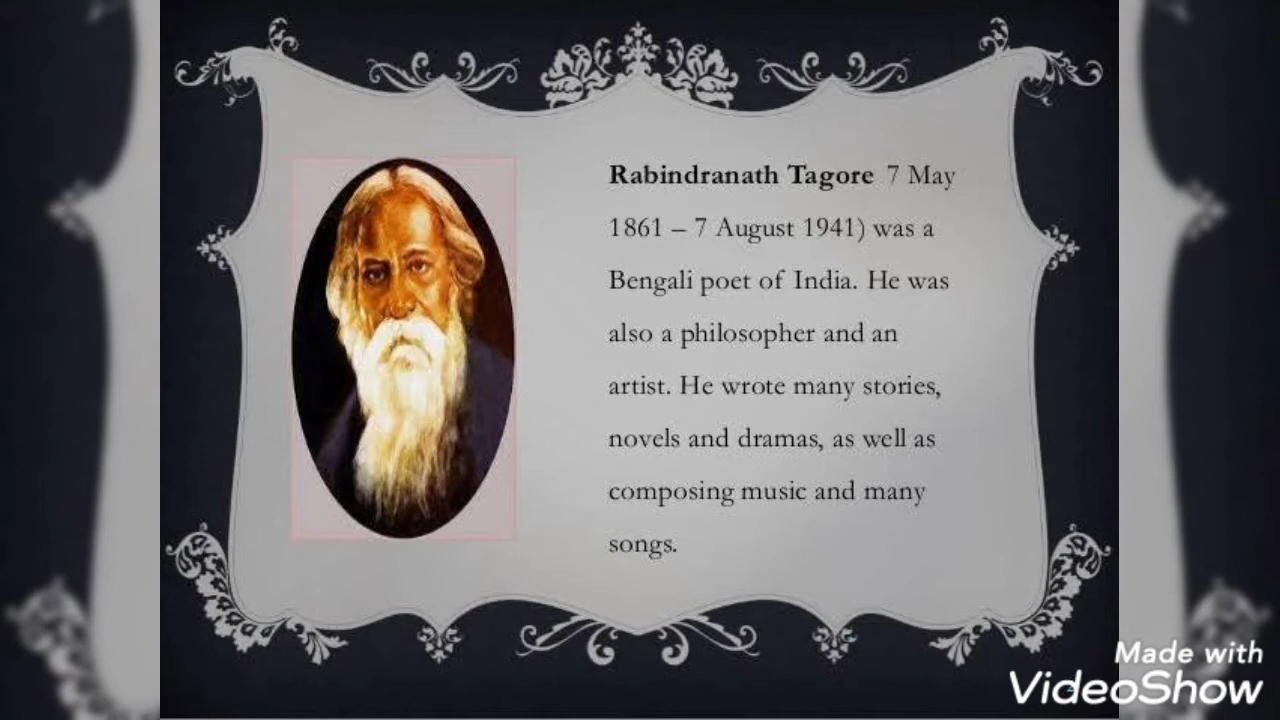 Rabindranath Tagore 7 May
1861 – 7 August 1941) was a
Bengali poet of India. He was
also a philosopher and an
artist. He wrote many stories,
novels and dramas, as well as
composing music and many
songs.
Made with
VideoShow